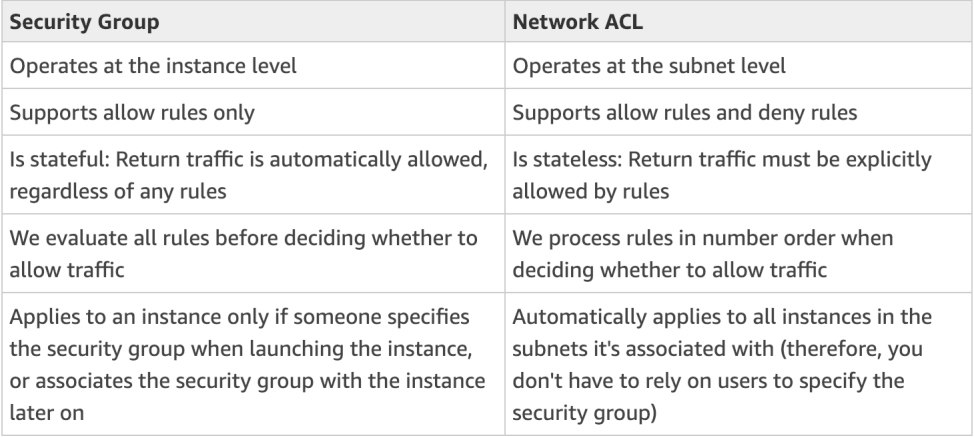 Security Group
Network ACL
Operates at the instance level
Operates at the subnet level
Supports allow rules only
Supports allow rules and deny rules
Is stateful: Return traffic is automatically allowed,
regardless of any rules
Is stateless: Return traffic must be explicitly
allowed by rules
We evaluate all rules before deciding whether to
allow traffic
We process rules in number order when
deciding whether to allow traffic
Applies to an instance only if someone specifies
the security group when launching the instance,
or associates the security group with the instance
later on
Automatically applies to all instances in the
subnets it's associated with (therefore, you
don't have to rely on users to specify the
security group)